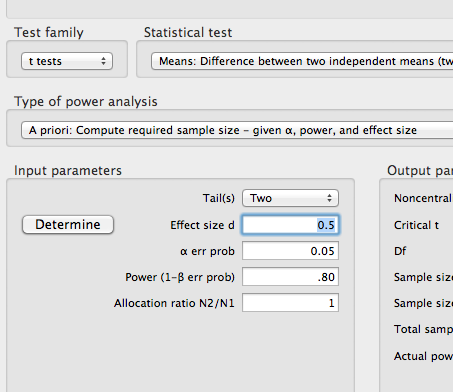 Test family
Statistical test
t tests
Means: Difference between two independent means (tw
Type of power analysis
A priori: Compute required sample size - given α, power, and effect size
Input parameters
Output par
Tail(s) Two
Noncentral
Determine
Effect size d 0.5
Critical t
α err prob 0.05
Df
Power (1-β err prob) .80
Sample size
Allocation ratio N2/N1 1
Sample size
Total samp
Actual pow